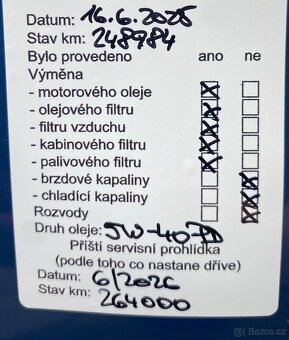 Datum: 16.6.2025
Stav km: 248984
Bylo provedeno ano ne
Výměna
- motorového oleje
- olejového filtru
- filtru vzduchu
- kabinového filtru
- palivového filtru
- brzdové kapaliny
- chladící kapaliny
Rozvody
Druh oleje: 5W-40
Příští servisní prohlídka
(podle toho co nastane dříve)
Datum: 6/2026
Stav km: 264000
Bazos.cz